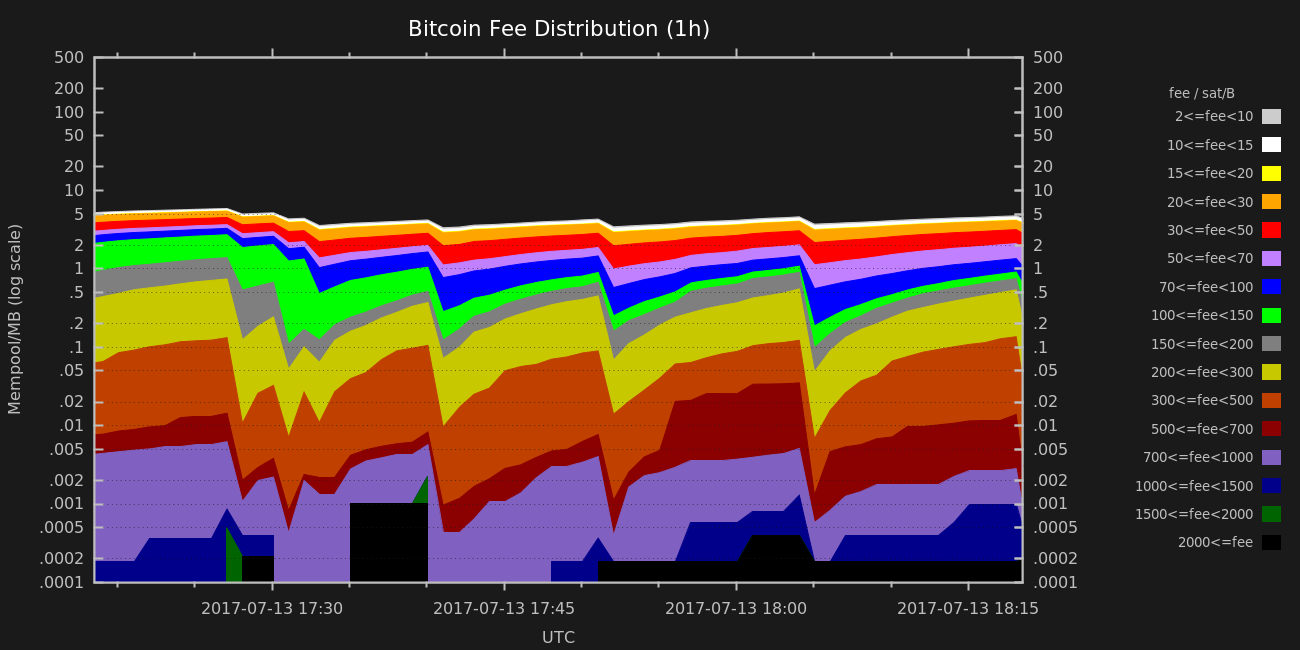 Bitcoin Fee Distribution (1h)
Mempool/MB (log scale)
500 500
200 200
100 100
50 50
20 20
10 10
5 5
2 2
1 1
.5 .5
.2 .2
.1 .1
.05 .05
.02 .02
.01 .01
.005 .005
.002 .002
.001 .001
.0005 .0005
.0002 .0002
.0001 .0001
2017-07-13 17:30 2017-07-13 17:45 2017-07-13 18:00 2017-07-13 18:15
UTC
fee / sat/B
2<=fee<10
10<=fee<15
15<=fee<20
20<=fee<30
30<=fee<50
50<=fee<70
70<=fee<100
100<=fee<150
150<=fee<200
200<=fee<300
300<=fee<500
500<=fee<700
700<=fee<1000
1000<=fee<1500
1500<=fee<2000
2000<=fee